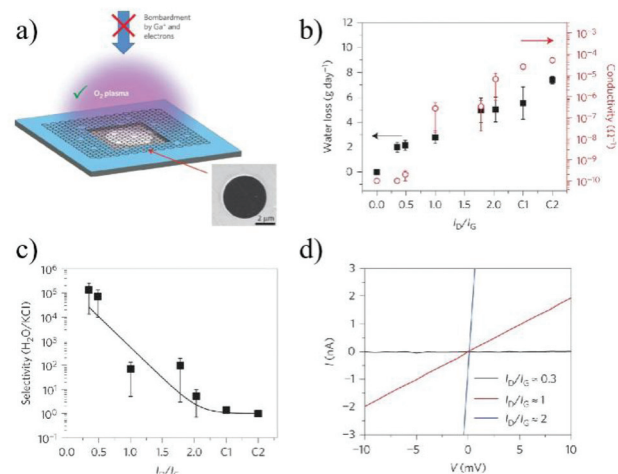 a)
Bombardment
by Ga⁺ and
electrons
O₂ plasma
2 μm
b)
Water loss (g day⁻¹)
12
10
8
6
4
2
0
0.0 0.5 1.0 1.5 2.0 C1 C2
I_D/I_G
10⁻³
10⁻⁴
10⁻⁵
10⁻⁶
10⁻⁷
10⁻⁸
10⁻⁹
10⁻¹⁰
Conductivity (Ω⁻¹)
c)
Selectivity (H₂O/KCl)
10⁶
10⁵
10⁴
10³
10²
10¹
10⁰
10⁻¹
0.0 0.5 1.0 1.5 2.0 C1 C2
d)
I (nA)
3
2
1
0
-1
-2
-3
-10 -5 0 5 10
V (mV)
I_D/I_G ≈ 0.3
I_D/I_G ≈ 1
I_D/I_G ≈ 2